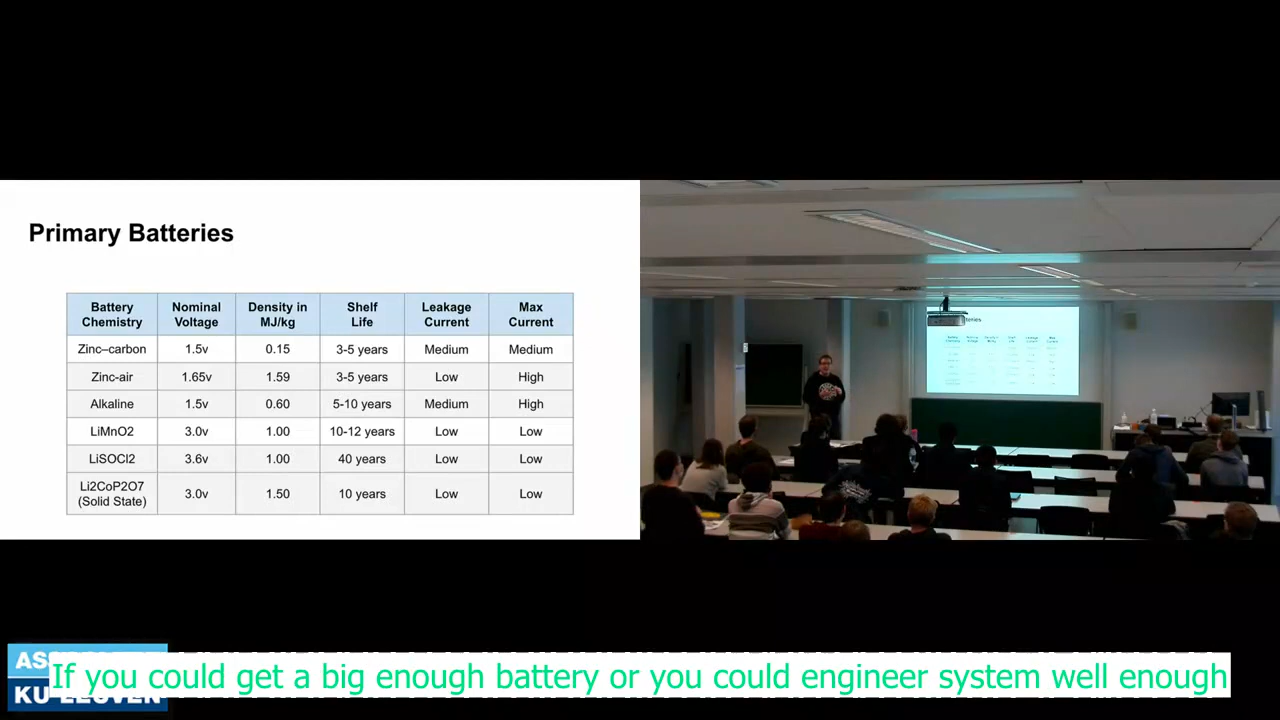 Primary Batteries
Battery Chemistry | Nominal Voltage | Density in MJ/kg | Shelf Life | Leakage Current | Max Current
Zinc–carbon | 1.5v | 0.15 | 3-5 years | Medium | Medium
Zinc-air | 1.65v | 1.59 | 3-5 years | Low | High
Alkaline | 1.5v | 0.60 | 5-10 years | Medium | High
LiMnO2 | 3.0v | 1.00 | 10-12 years | Low | Low
LiSOCl2 | 3.6v | 1.00 | 40 years | Low | Low
Li2CoP2O7 (Solid State) | 3.0v | 1.50 | 10 years | Low | Low
If you could get a big enough battery or you could engineer system well enough